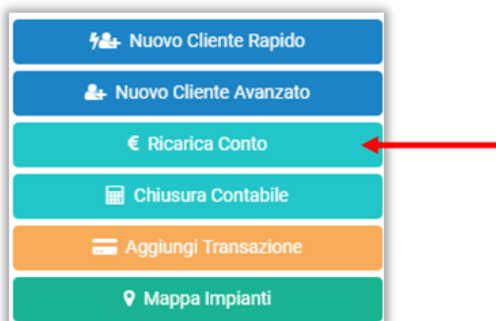 Nuovo Cliente Rapido
Nuovo Cliente Avanzato
€ Ricarica Conto
Chiusura Contabile
Aggiungi Transazione
Mappa Impianti